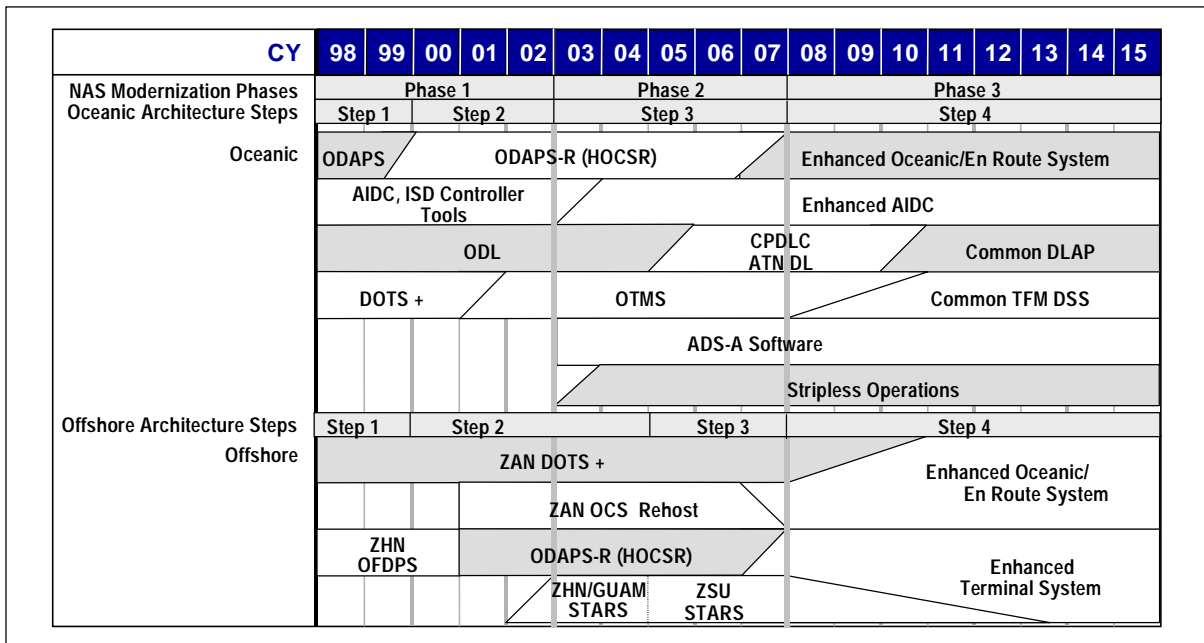 CY 98 99 00 01 02 03 04 05 06 07 08 09 10 11 12 13 14 15
NAS Modernization Phases Phase 1 Phase 2 Phase 3
Oceanic Architecture Steps Step 1 Step 2 Step 3 Step 4
Oceanic ODAPS ODAPS-R (HOCSR) Enhanced Oceanic/En Route System
AIDC, ISD Controller
Tools
Enhanced AIDC
ODL
CPDLC
ATN DL
Common DLAP
DOTS + OTMS Common TFM DSS
ADS-A Software
Stripless Operations
Offshore Architecture Steps Step 1 Step 2 Step 3 Step 4
Offshore ZAN DOTS +
Enhanced Oceanic/
En Route System
ZAN OCS Rehost
ZHN
OFDPS
ODAPS-R (HOCSR)
Enhanced
Terminal System
ZHN/GUAM
STARS
ZSU
STARS